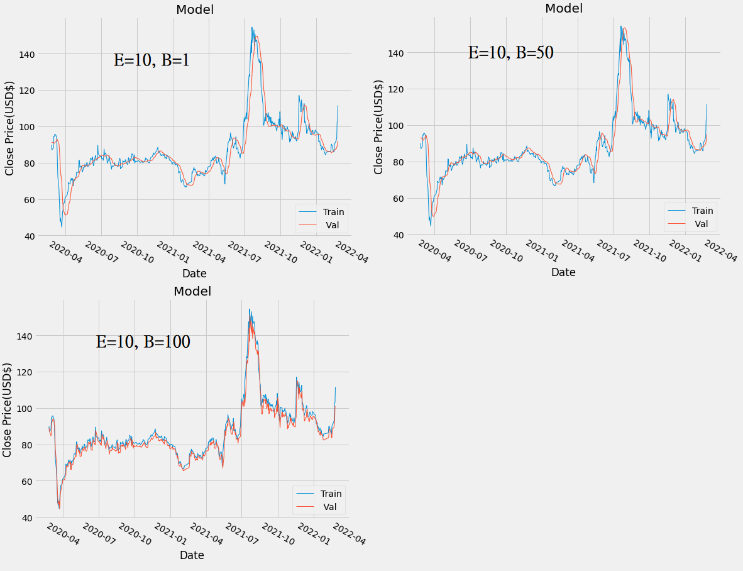 Model
E=10, B=1
Close Price(USD$)
140
120
100
80
60
40
Train
Val
2020-04
2020-07
2020-10
2021-01
2021-04
2021-07
2021-10
2022-01
2022-04
Date
Model
E=10, B=50
Close Price(USD$)
140
120
100
80
60
40
Train
Val
2020-04
2020-07
2020-10
2021-01
2021-04
2021-07
2021-10
2022-01
2022-04
Date
Model
E=10, B=100
Close Price(USD$)
140
120
100
80
60
40
Train
Val
2020-04
2020-07
2020-10
2021-01
2021-04
2021-07
2021-10
2022-01
2022-04
Date